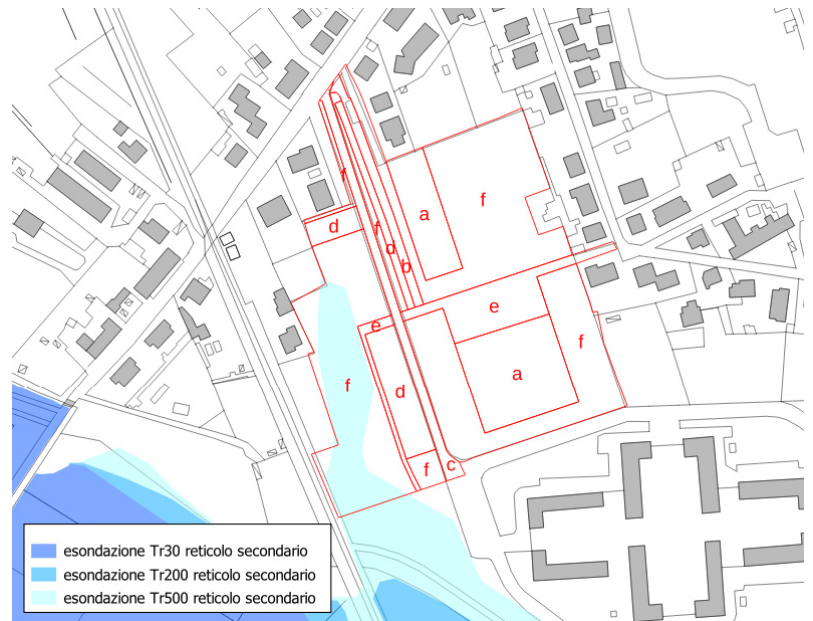 f
f
a
f
d
d
b
e
e
f
f
d
a
f
c
esondazione Tr30 reticolo secondario
esondazione Tr200 reticolo secondario
esondazione Tr500 reticolo secondario